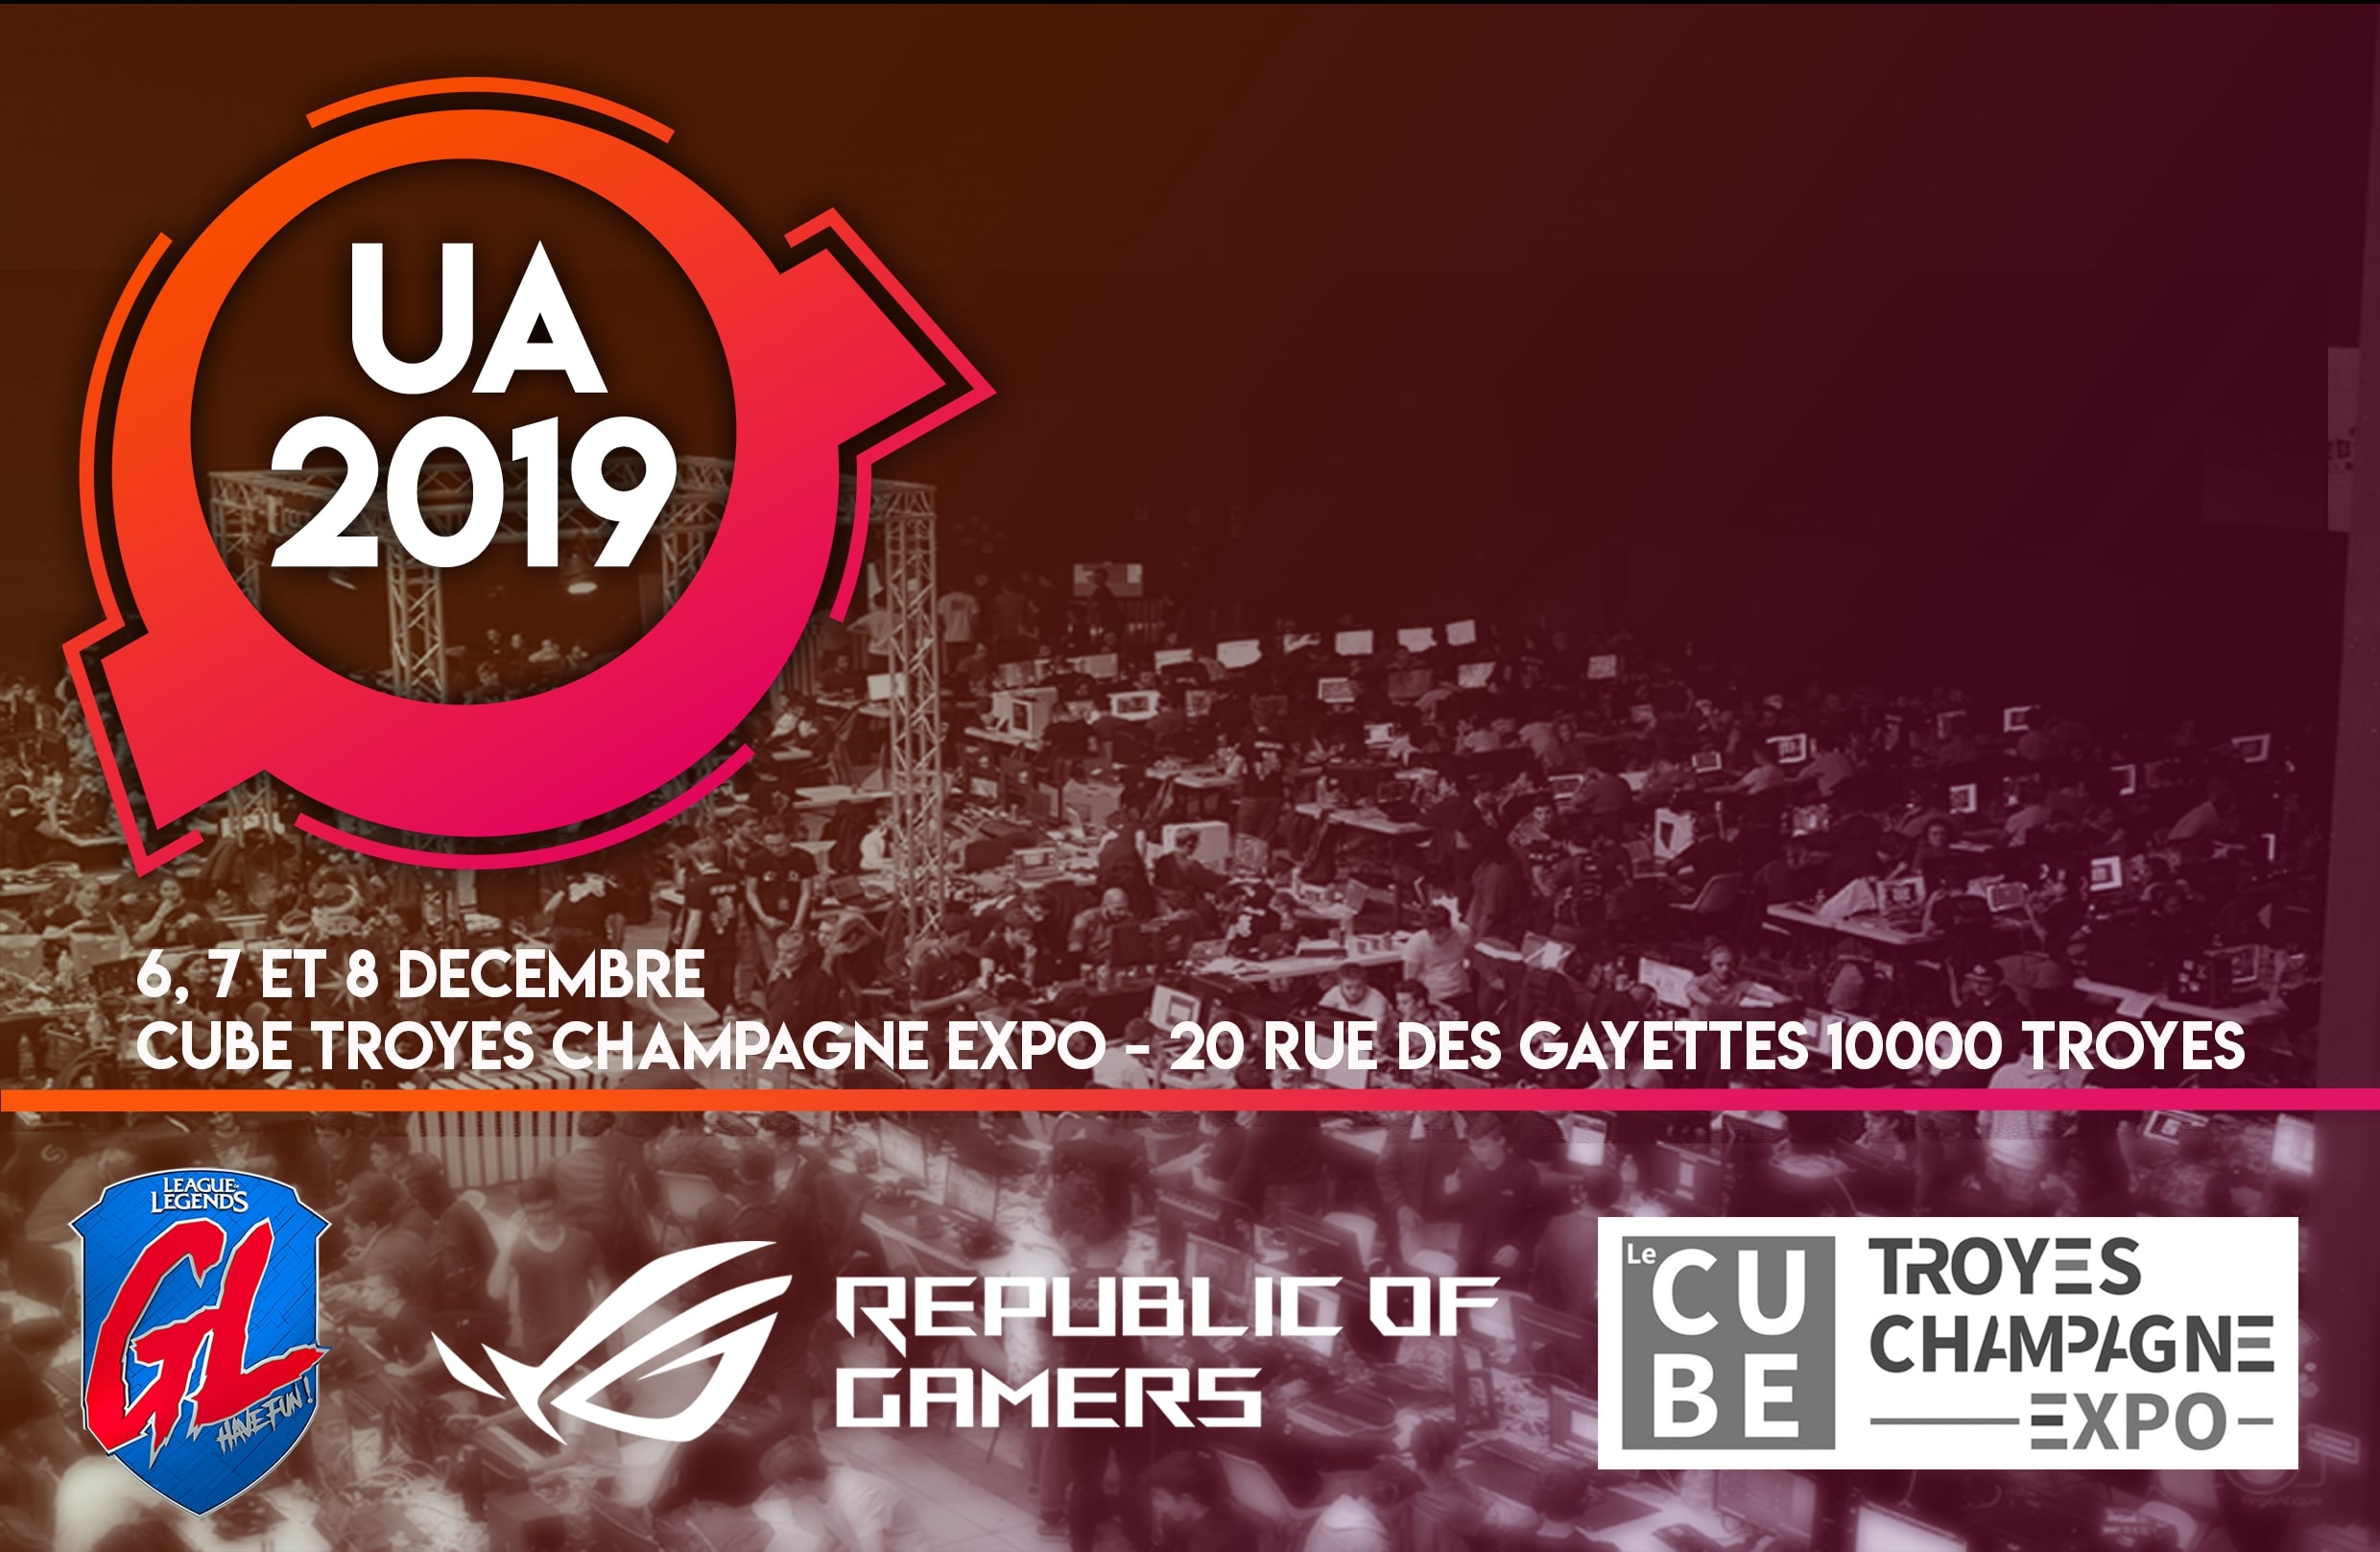 UA
2019
6, 7 ET 8 DECEMBRE
CUBE TROYES CHAMPAGNE EXPO - 20 RUE DES GAYETTES 10000 TROYES
LEAGUE OF
LEGENDS
GL
HAVE FUN !
REPUBLIC OF
GAMERS
Le
CU
BE
TROYES
CHAMPAGNE
EXPO